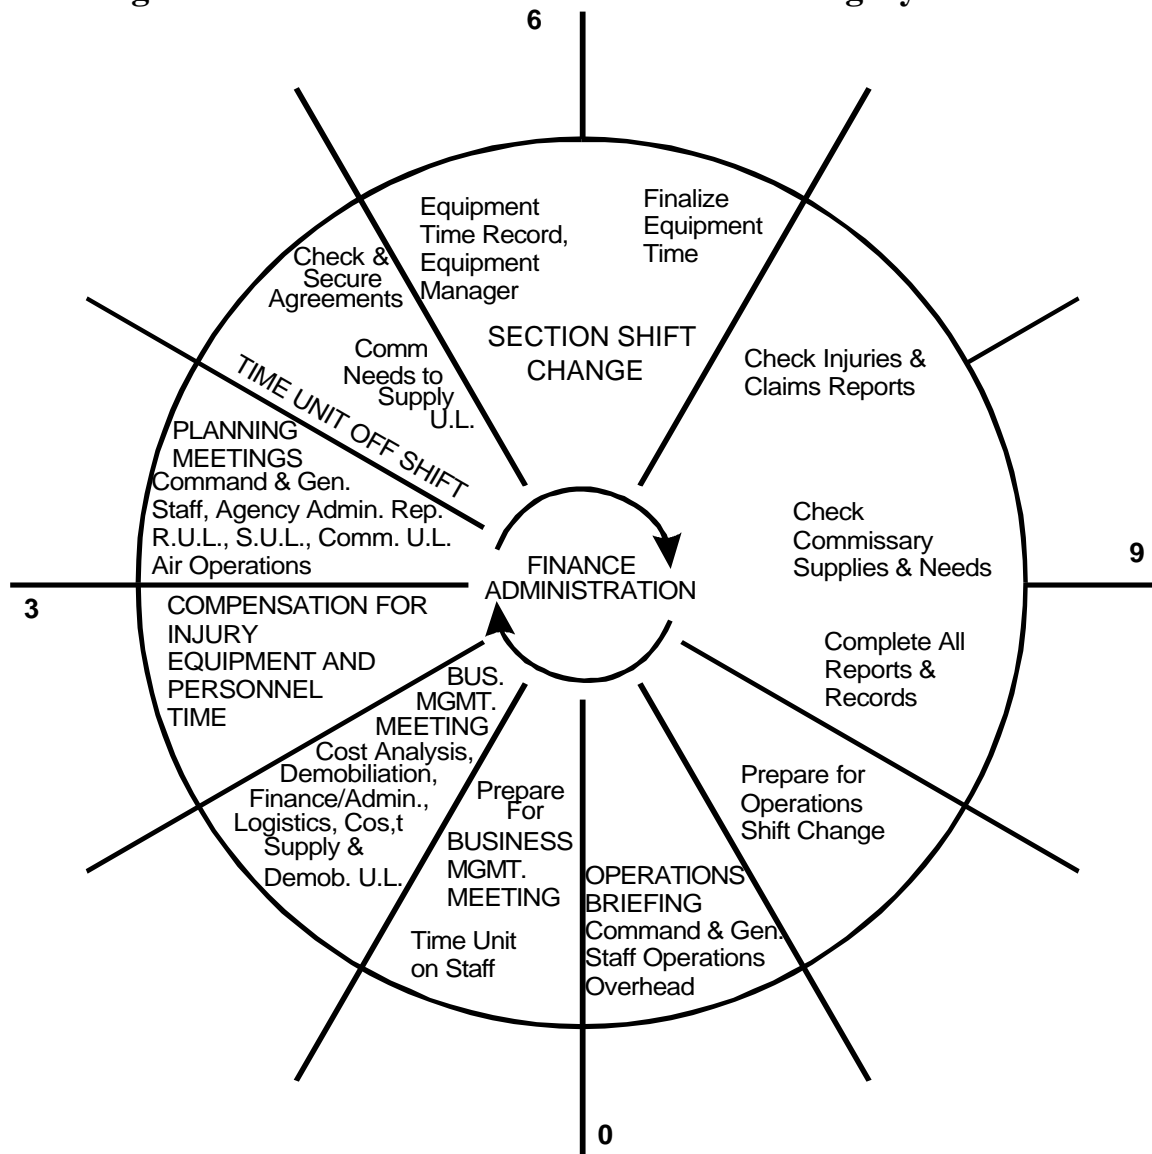 6
Equipment
Time Record,
Equipment
Manager
Finalize
Equipment
Time
SECTION SHIFT
CHANGE
Check Injuries &
Claims Reports
Check
Commissary
Supplies & Needs
9
Complete All
Reports &
Records
Prepare for
Operations
Shift Change
OPERATIONS
BRIEFING
Command & Gen.
Staff Operations
Overhead
0
Prepare
For
BUSINESS
MGMT.
MEETING
Time Unit
on Staff
BUS.
MGMT.
MEETING
Cost Analysis,
Demobiliation,
Finance/Admin.,
Logistics, Cos,t
Supply &
Demob. U.L.
COMPENSATION FOR
INJURY
EQUIPMENT AND
PERSONNEL
TIME
3
PLANNING
MEETINGS
Command & Gen.
Staff, Agency Admin. Rep.
R.U.L., S.U.L., Comm. U.L.
Air Operations
TIME UNIT OFF SHIFT
Check &
Secure
Agreements
Comm
Needs to
Supply
U.L.
FINANCE
ADMINISTRATION